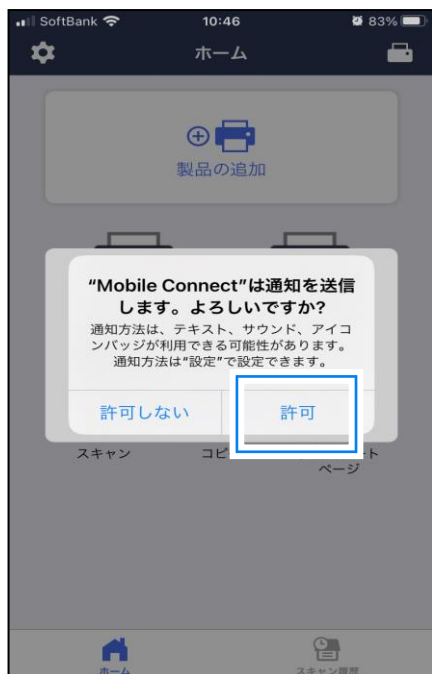 SoftBank 10:46 83%
ホーム
製品の追加
“Mobile Connect”は通知を送信
します。よろしいですか?
通知方法は、テキスト、サウンド、アイコ
ンバッジが利用できる可能性があります。
通知方法は“設定”で設定できます。
許可しない 許可
スキャン コピ ト
ページ
ホーム スキャン履歴